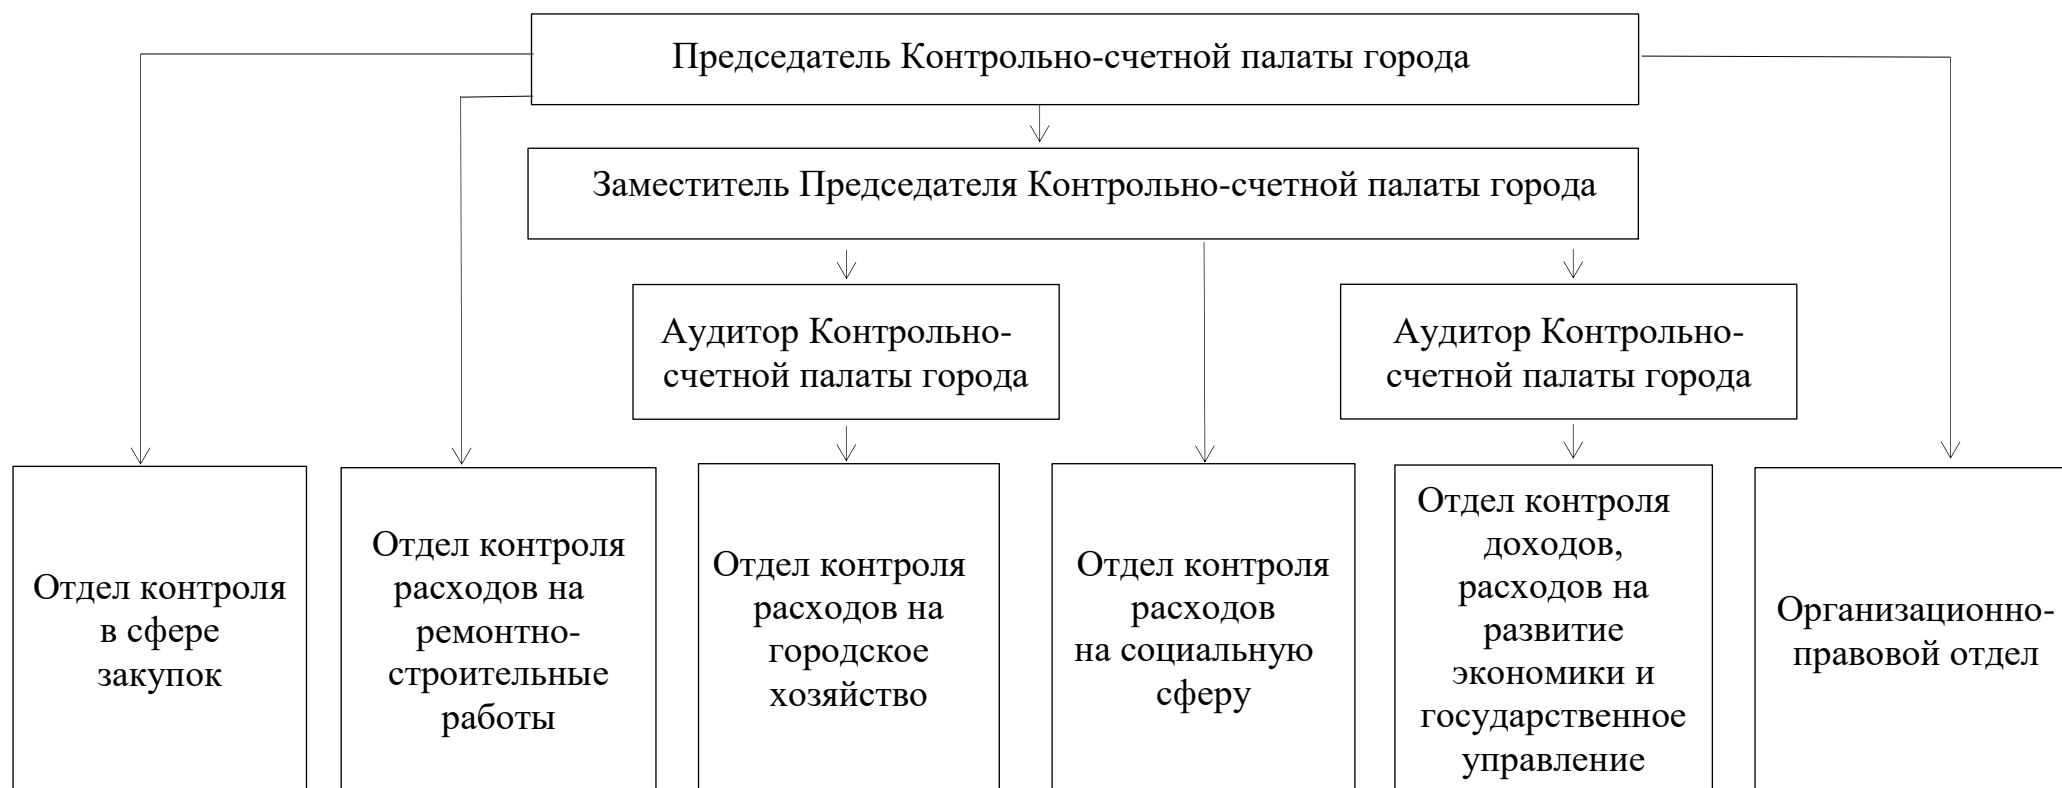 Председатель Контрольно-счетной палаты города
Заместитель Председателя Контрольно-счетной палаты города
Аудитор Контрольно-
счетной палаты города
Аудитор Контрольно-
счетной палаты города
Отдел контроля
в сфере
закупок
Отдел контроля
расходов на
ремонтно-
строительные
работы
Отдел контроля
расходов на
городское
хозяйство
Отдел контроля
расходов
на социальную
сферу
Отдел контроля
доходов,
расходов на
развитие
экономики и
государственное
управление
Организационно-
правовой отдел